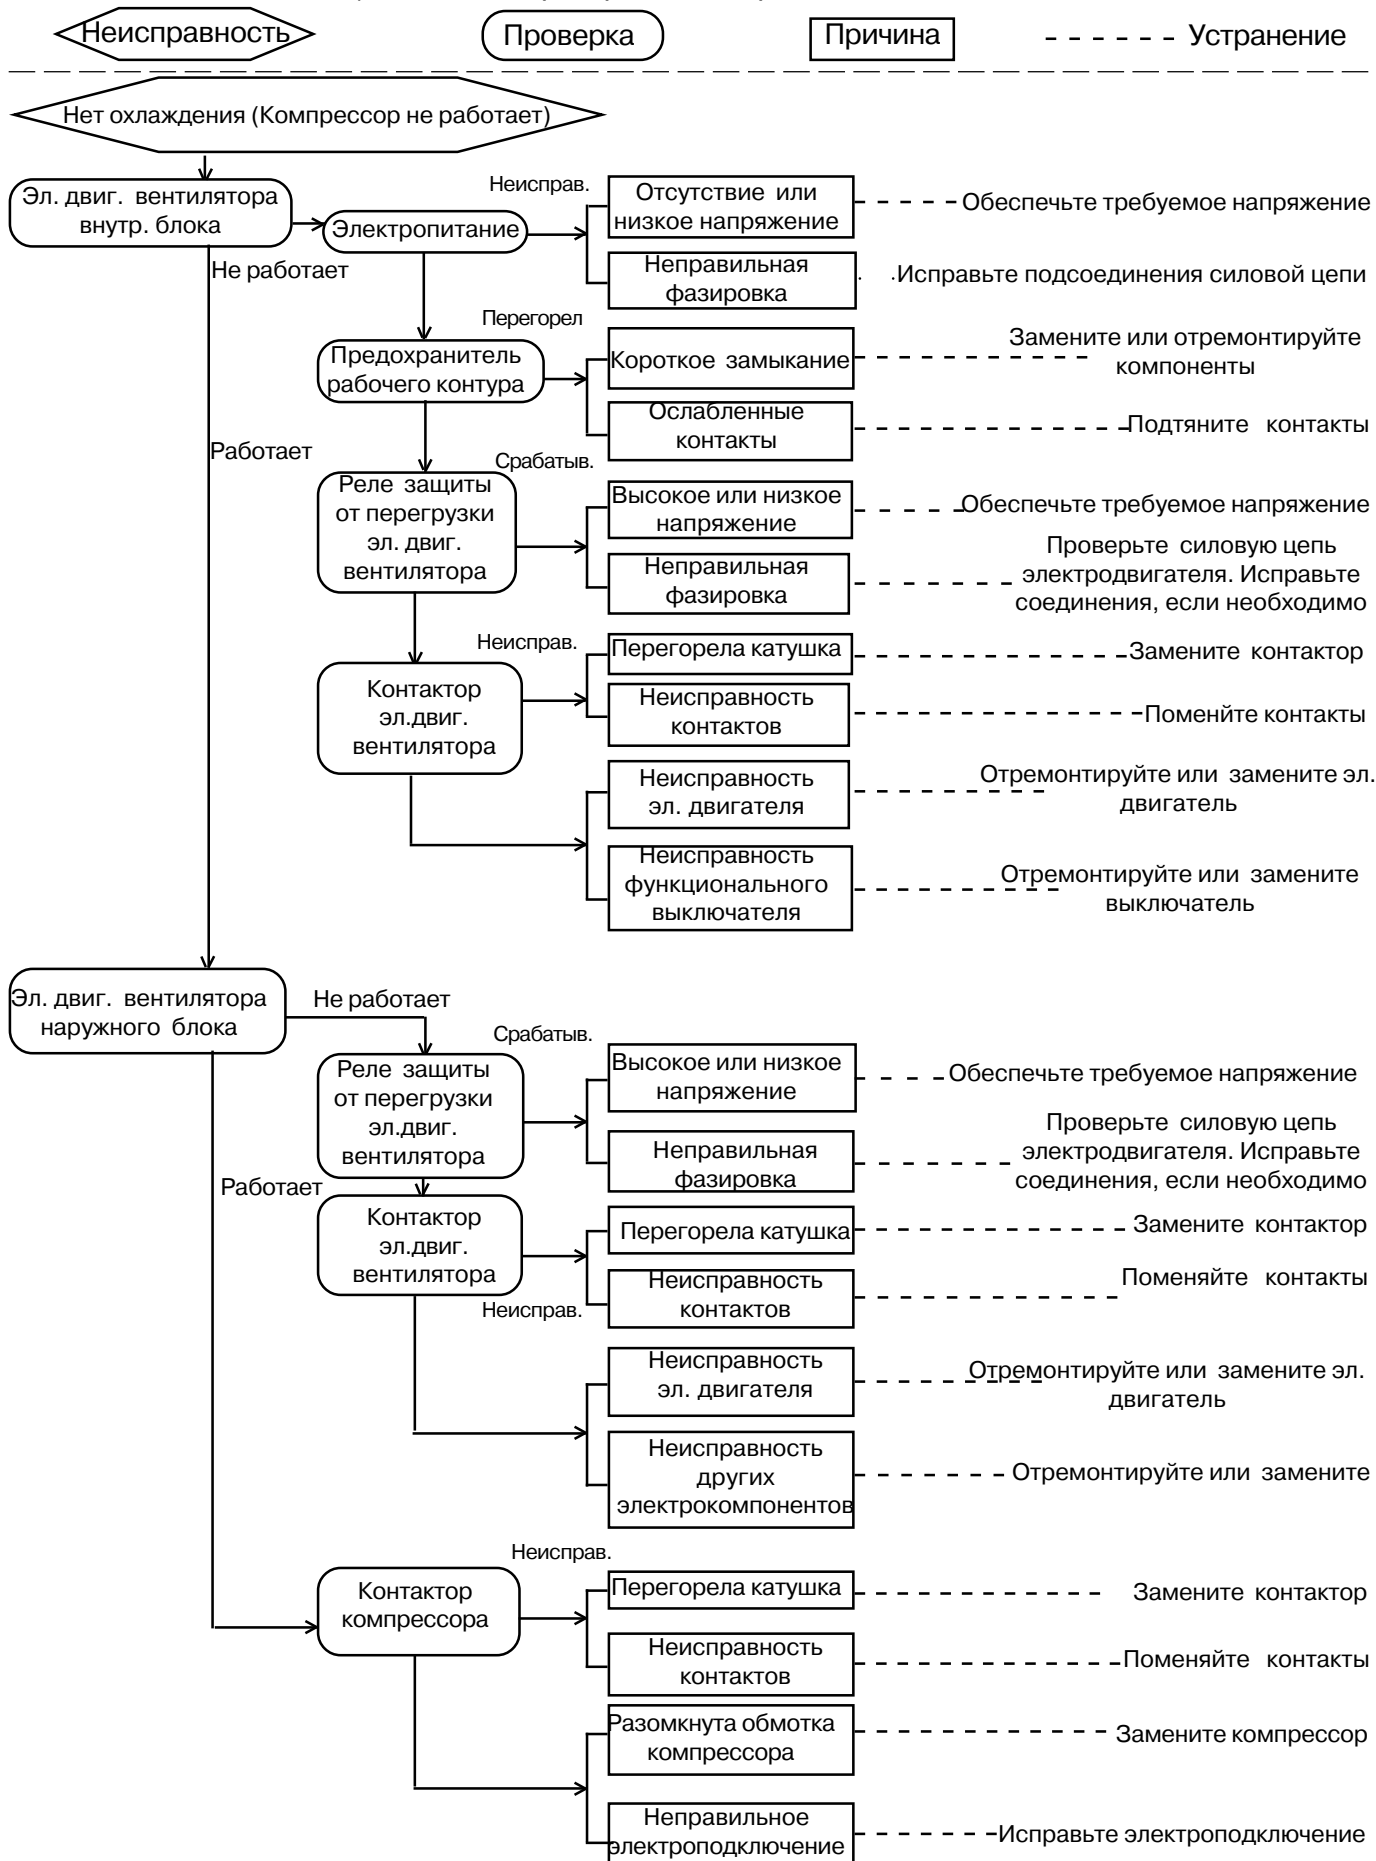 Неисправность
Проверка
Причина
Устранение
Нет охлаждения (Компрессор не работает)
Эл. двиг. вентилятора
внутр. блока
Не работает
Электропитание
Неисправ.
Отсутствие или
низкое напряжение
Обеспечьте требуемое напряжение
Неправильная
фазировка
Исправьте подсоединения силовой цепи
Перегорел
Предохранитель
рабочего контура
Короткое замыкание
Замените или отремонтируйте
компоненты
Ослабленные
контакты
Подтяните контакты
Работает
Срабатыв.
Реле защиты
от перегрузки
эл. двиг.
вентилятора
Высокое или низкое
напряжение
Обеспечьте требуемое напряжение
Неправильная
фазировка
Проверьте силовую цепь
электродвигателя. Исправьте
соединения, если необходимо
Неисправ.
Контактор
эл.двиг.
вентилятора
Перегорела катушка
Замените контактор
Неисправность
контактов
Поменйте контакты
Неисправность
эл. двигателя
Отремонтируйте или замените эл.
двигатель
Неисправность
функционального
выключателя
Отремонтируйте или замените
выключатель
Эл. двиг. вентилятора
наружного блока
Не работает
Срабатыв.
Реле защиты
от перегрузки
эл.двиг.
вентилятора
Высокое или низкое
напряжение
Обеспечьте требуемое напряжение
Неправильная
фазировка
Проверьте силовую цепь
электродвигателя. Исправьте
соединения, если необходимо
Работает
Контактор
эл.двиг.
вентилятора
Неисправ.
Перегорела катушка
Замените контактор
Неисправность
контактов
Поменяйте контакты
Неисправность
эл. двигателя
Отремонтируйте или замените эл.
двигатель
Неисправность
других
электрокомпонентов
Отремонтируйте или замените
Неисправ.
Контактор
компрессора
Перегорела катушка
Замените контактор
Неисправность
контактов
Поменяйте контакты
Разомкнута обмотка
компрессора
Замените компрессор
Неправильное
электроподключение
Исправьте электроподключение